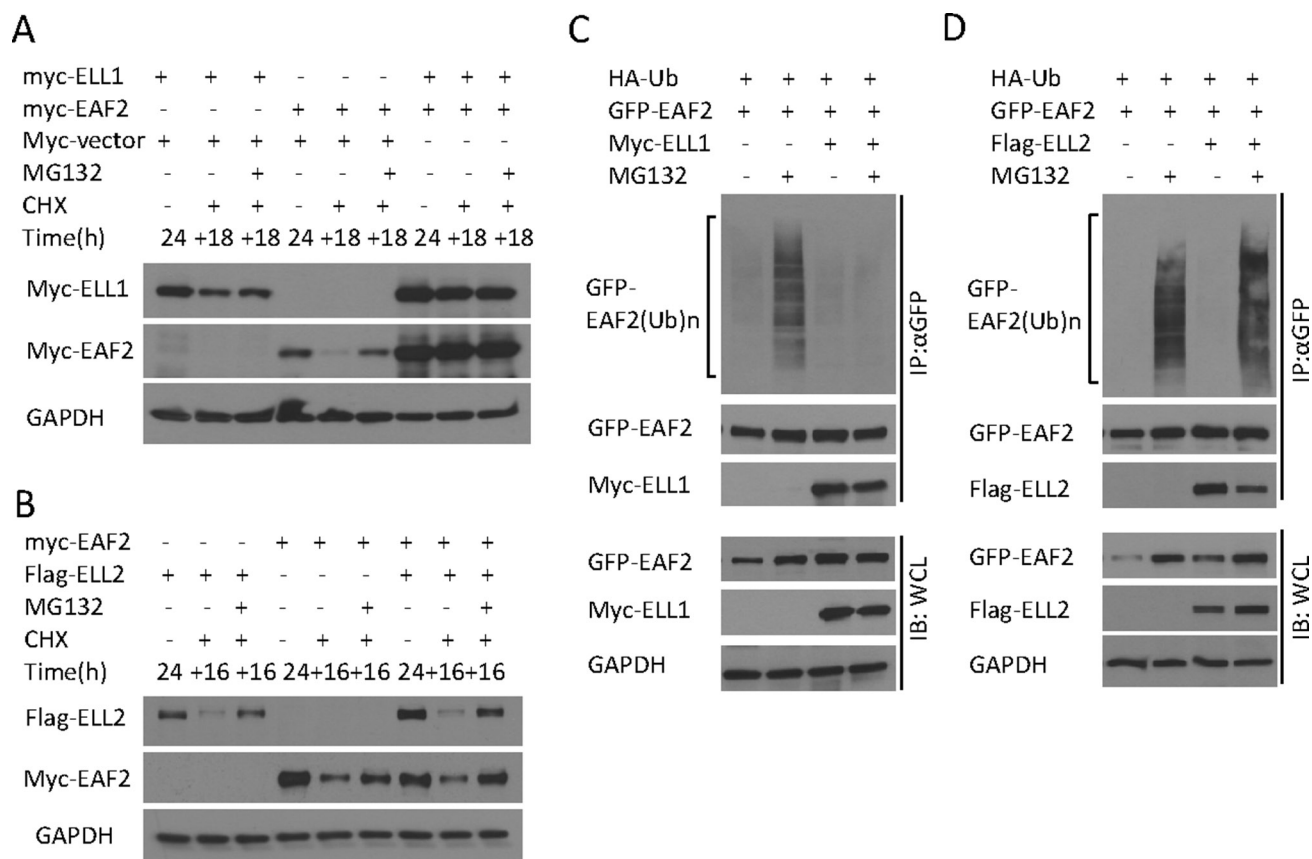 A
myc-ELL1 + + + - - - + + +
myc-EAF2 - - - + + + + + +
Myc-vector + + + + + + - - -
MG132 - - + - - + - - +
CHX - + + - + + - + +
Time(h) 24 +18 +18 24 +18 +18 24 +18 +18
Myc-ELL1
Myc-EAF2
GAPDH
B
myc-EAF2 - - - + + + + + +
Flag-ELL2 + + + - - - + + +
MG132 - - + - - + - - +
CHX - + + - + + - + +
Time(h) 24 +16 +16 24 +16 +16 24 +16 +16
Flag-ELL2
Myc-EAF2
GAPDH
C
HA-Ub + + + +
GFP-EAF2 + + + +
Myc-ELL1 - - + +
MG132 - + - +
GFP-
EAF2(Ub)n
GFP-EAF2
Myc-ELL1
IP:αGFP
GFP-EAF2
Myc-ELL1
GAPDH
IB: WCL
D
HA-Ub + + + +
GFP-EAF2 + + + +
Flag-ELL2 - - + +
MG132 - + - +
GFP-
EAF2(Ub)n
GFP-EAF2
Flag-ELL2
IP:αGFP
GFP-EAF2
Flag-ELL2
GAPDH
IB: WCL